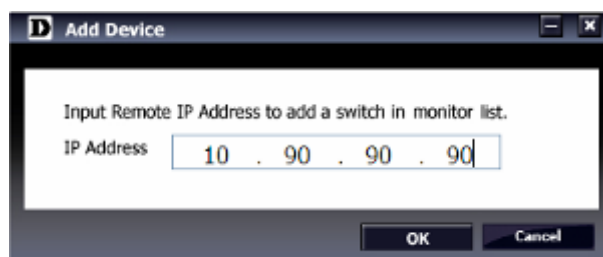 D Add Device
Input Remote IP Address to add a switch in monitor list.
IP Address 10 . 90 . 90 . 90
OK Cancel